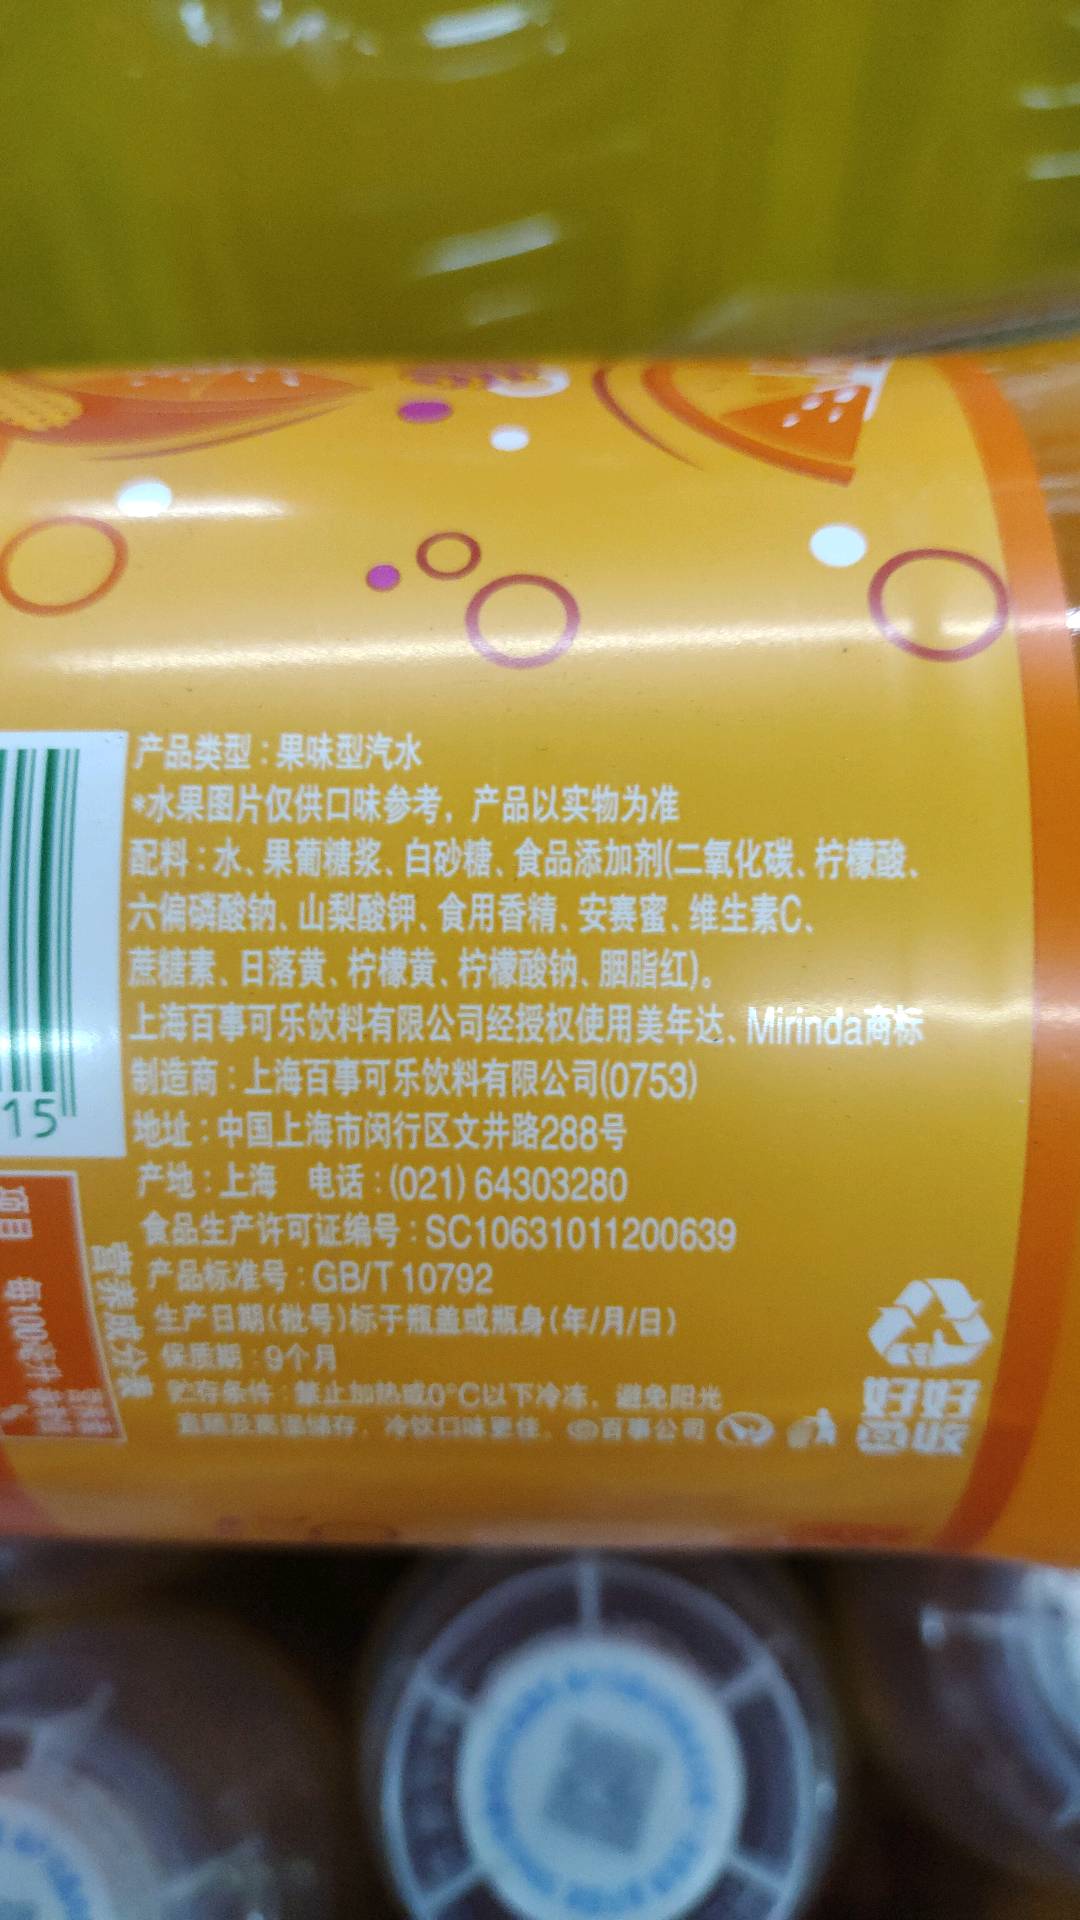 产品类型：果味型汽水
*水果图片仅供口味参考，产品以实物为准
配料：水、果葡糖浆、白砂糖、食品添加剂(二氧化碳、柠檬酸、
六偏磷酸钠、山梨酸钾、食用香精、安赛蜜、维生素C、
蔗糖素、日落黄、柠檬黄、柠檬酸钠、胭脂红)。
上海百事可乐饮料有限公司经授权使用美年达、Mirinda商标
制造商：上海百事可乐饮料有限公司(0753)
地址：中国上海市闵行区文井路288号
产地：上海 电话：(021) 64303280
食品生产许可证编号：SC10631011200639
产品标准号：GB/T 10792
生产日期(批号)标于瓶盖或瓶身(年/月/日)
保质期：9个月
贮存条件：禁止加热或0°C以下冷冻，避免阳光
直晒及高温储存，冷饮口味更佳。©百事公司
好好
回收
15
营养成分表
项目 每100毫升